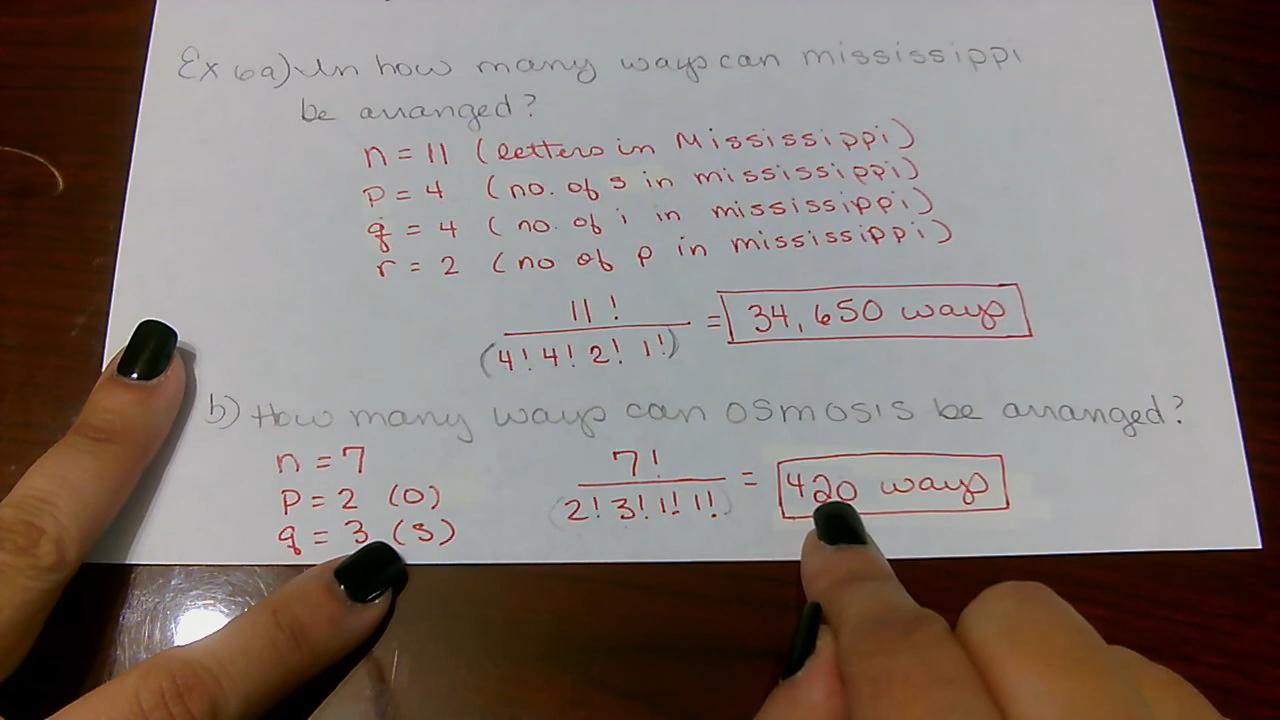 Ex 6a) In how many ways can mississippi
be arranged?
n = 11 (letters in Mississippi)
p = 4 (no. of s in mississippi)
q = 4 (no. of i in mississippi)
r = 2 (no of p in mississippi)
11!
(4! 4! 2! 1!) = 34,650 ways
b) How many ways can osmosis be arranged?
n = 7
p = 2 (O)
q = 3 (S)
7!
(2! 3! 1! 1!) = 420 ways